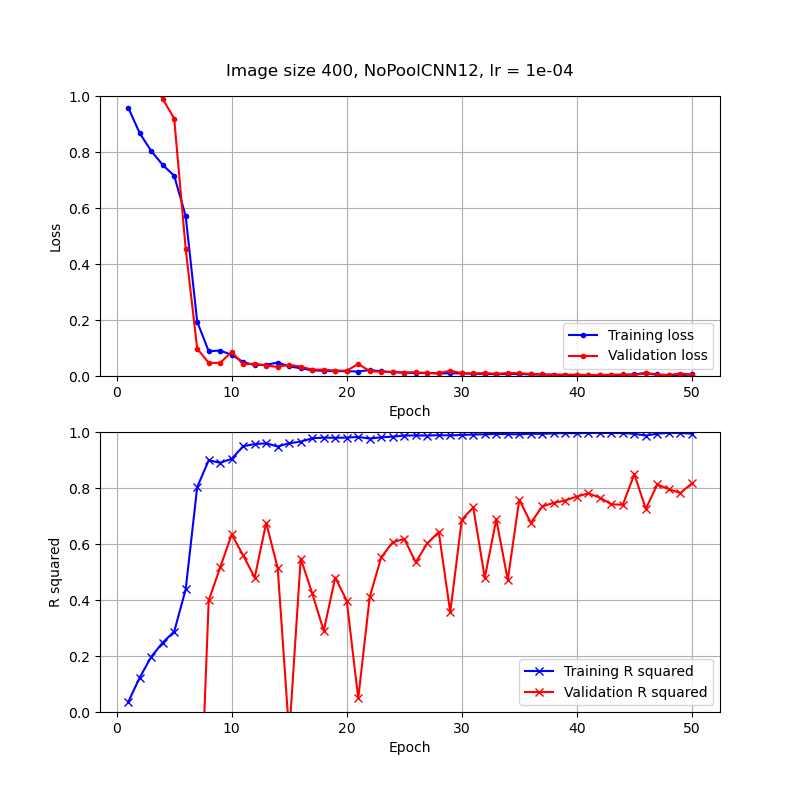 Image size 400, NoPoolCNN12, lr = 1e-04
1.0
0.8
0.6
0.4
0.2
0.0
Loss
0 10 20 30 40 50
Epoch
Training loss
Validation loss
1.0
0.8
0.6
0.4
0.2
0.0
R squared
0 10 20 30 40 50
Epoch
Training R squared
Validation R squared